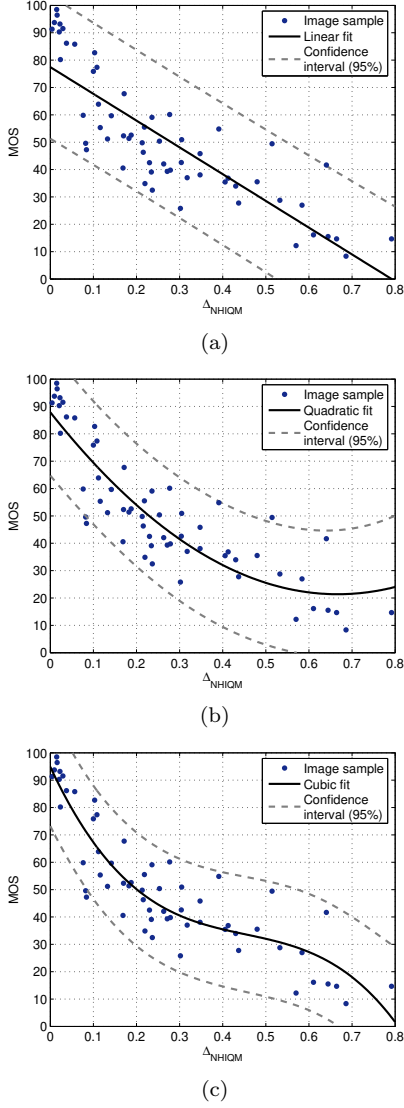 100
90
80
70
60
50
40
30
20
10
0
MOS
Image sample
Linear fit
Confidence
interval (95%)
0 0.1 0.2 0.3 0.4 0.5 0.6 0.7 0.8
Δ_NHIQM
(a)
100
90
80
70
60
50
40
30
20
10
0
MOS
Image sample
Quadratic fit
Confidence
interval (95%)
0 0.1 0.2 0.3 0.4 0.5 0.6 0.7 0.8
Δ_NHIQM
(b)
100
90
80
70
60
50
40
30
20
10
0
MOS
Image sample
Cubic fit
Confidence
interval (95%)
0 0.1 0.2 0.3 0.4 0.5 0.6 0.7 0.8
Δ_NHIQM
(c)